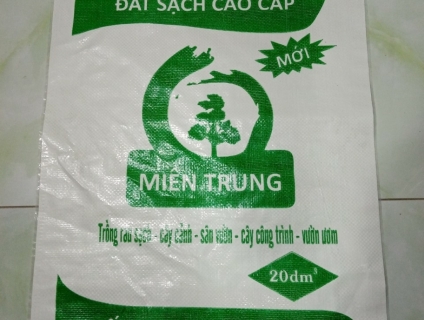 ĐẤT SẠCH CAO CẤP
MỚI
MIỀN TRUNG
Trồng rau sạch - cây cảnh - sân vườn - cây công trình - vườn ươm
20dm³